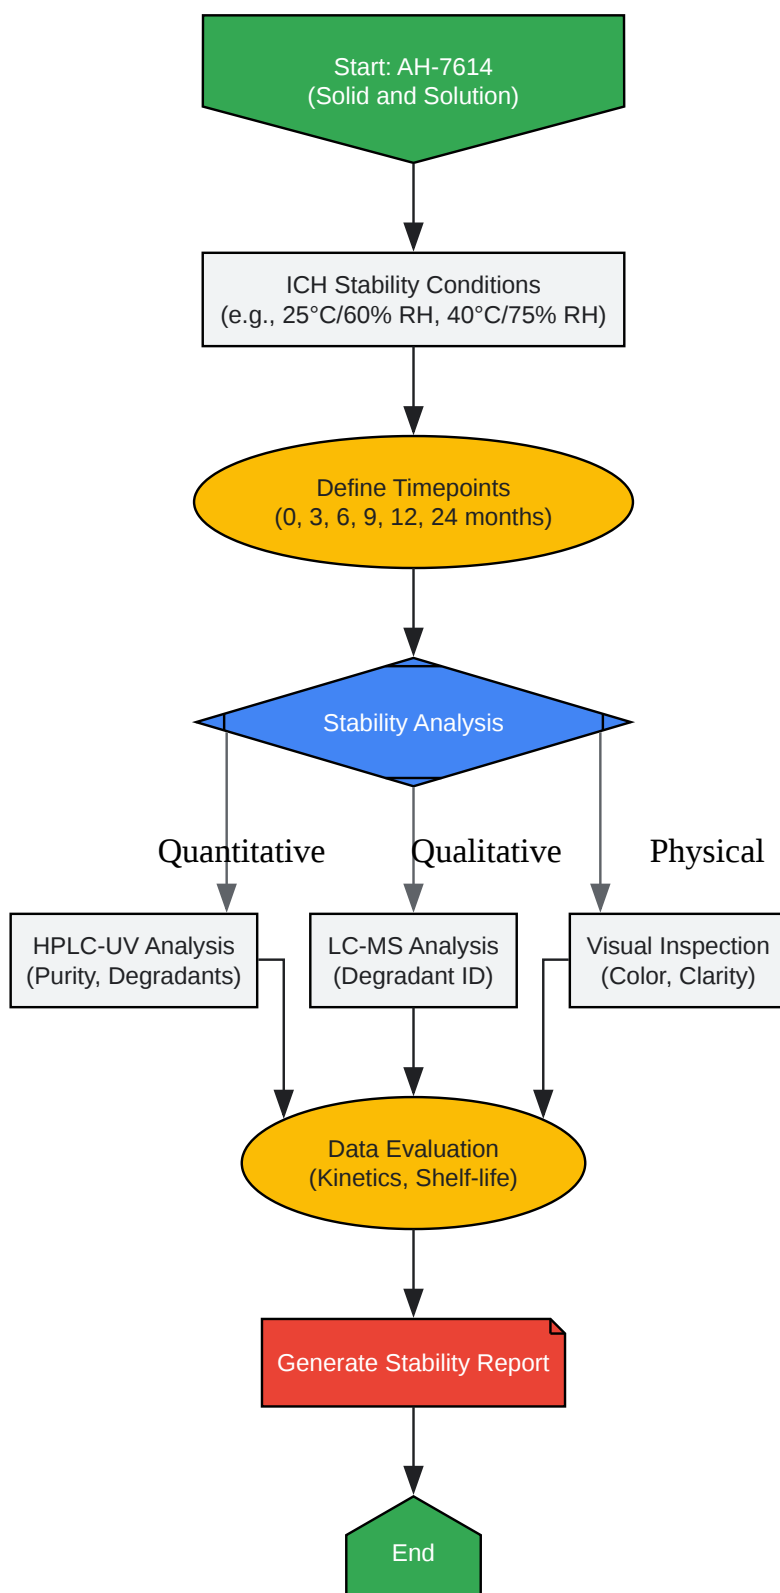 Start: AH-7614
(Solid and Solution)
ICH Stability Conditions
(e.g., 25°C/60% RH, 40°C/75% RH)
Define Timepoints
(0, 3, 6, 9, 12, 24 months)
Stability Analysis
Quantitative
Qualitative
Physical
HPLC-UV Analysis
(Purity, Degradants)
LC-MS Analysis
(Degradant ID)
Visual Inspection
(Color, Clarity)
Data Evaluation
(Kinetics, Shelf-life)
Generate Stability Report
End